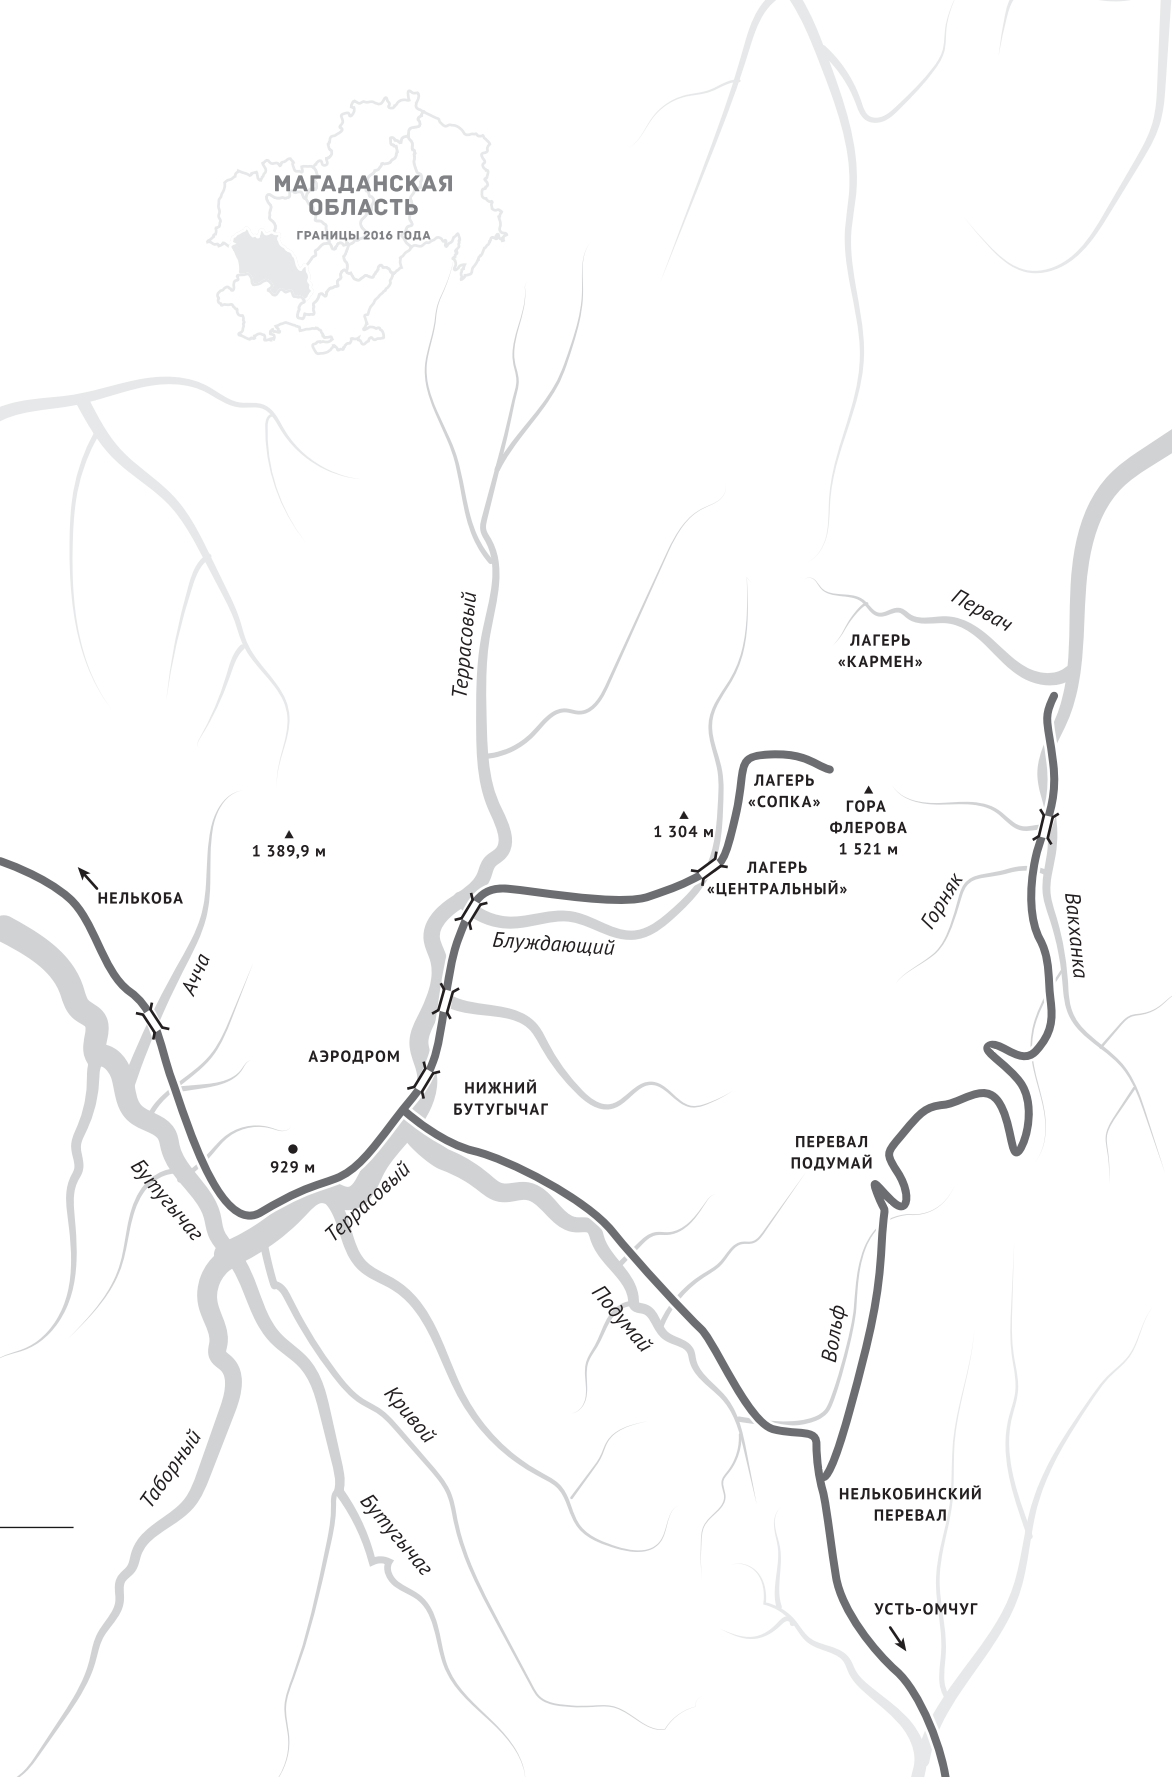 МАГАДАНСКАЯ
ОБЛАСТЬ
ГРАНИЦЫ 2016 ГОДА
Террасовый
Первач
ЛАГЕРЬ
«КАРМЕН»
ЛАГЕРЬ
«СОПКА»
ГОРА
ФЛЕРОВА
1 521 м
1 304 м
1 389,9 м
ЛАГЕРЬ
«ЦЕНТРАЛЬНЫЙ»
НЕЛЬКОБА
Горняк
Вакханка
Блуждающий
Ачча
АЭРОДРОМ
НИЖНИЙ
БУТУГЫЧАГ
ПЕРЕВАЛ
ПОДУМАЙ
929 м
Бутугычаг
Террасовый
Подумай
Вольф
Кривой
Таборный
НЕЛЬКОБИНСКИЙ
ПЕРЕВАЛ
Бутугычаг
УСТЬ-ОМЧУГ